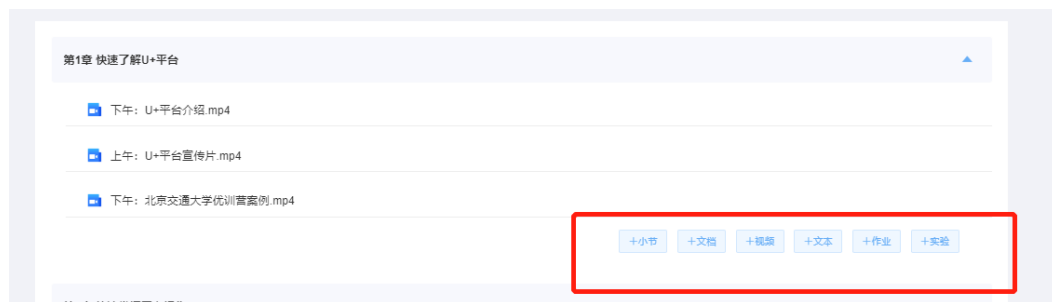 第1章 快速了解U+平台
下午：U+平台介绍.mp4
上午：U+平台宣传片.mp4
下午：北京交通大学优训营案例.mp4
+小节 +文档 +视频 +文本 +作业 +实验